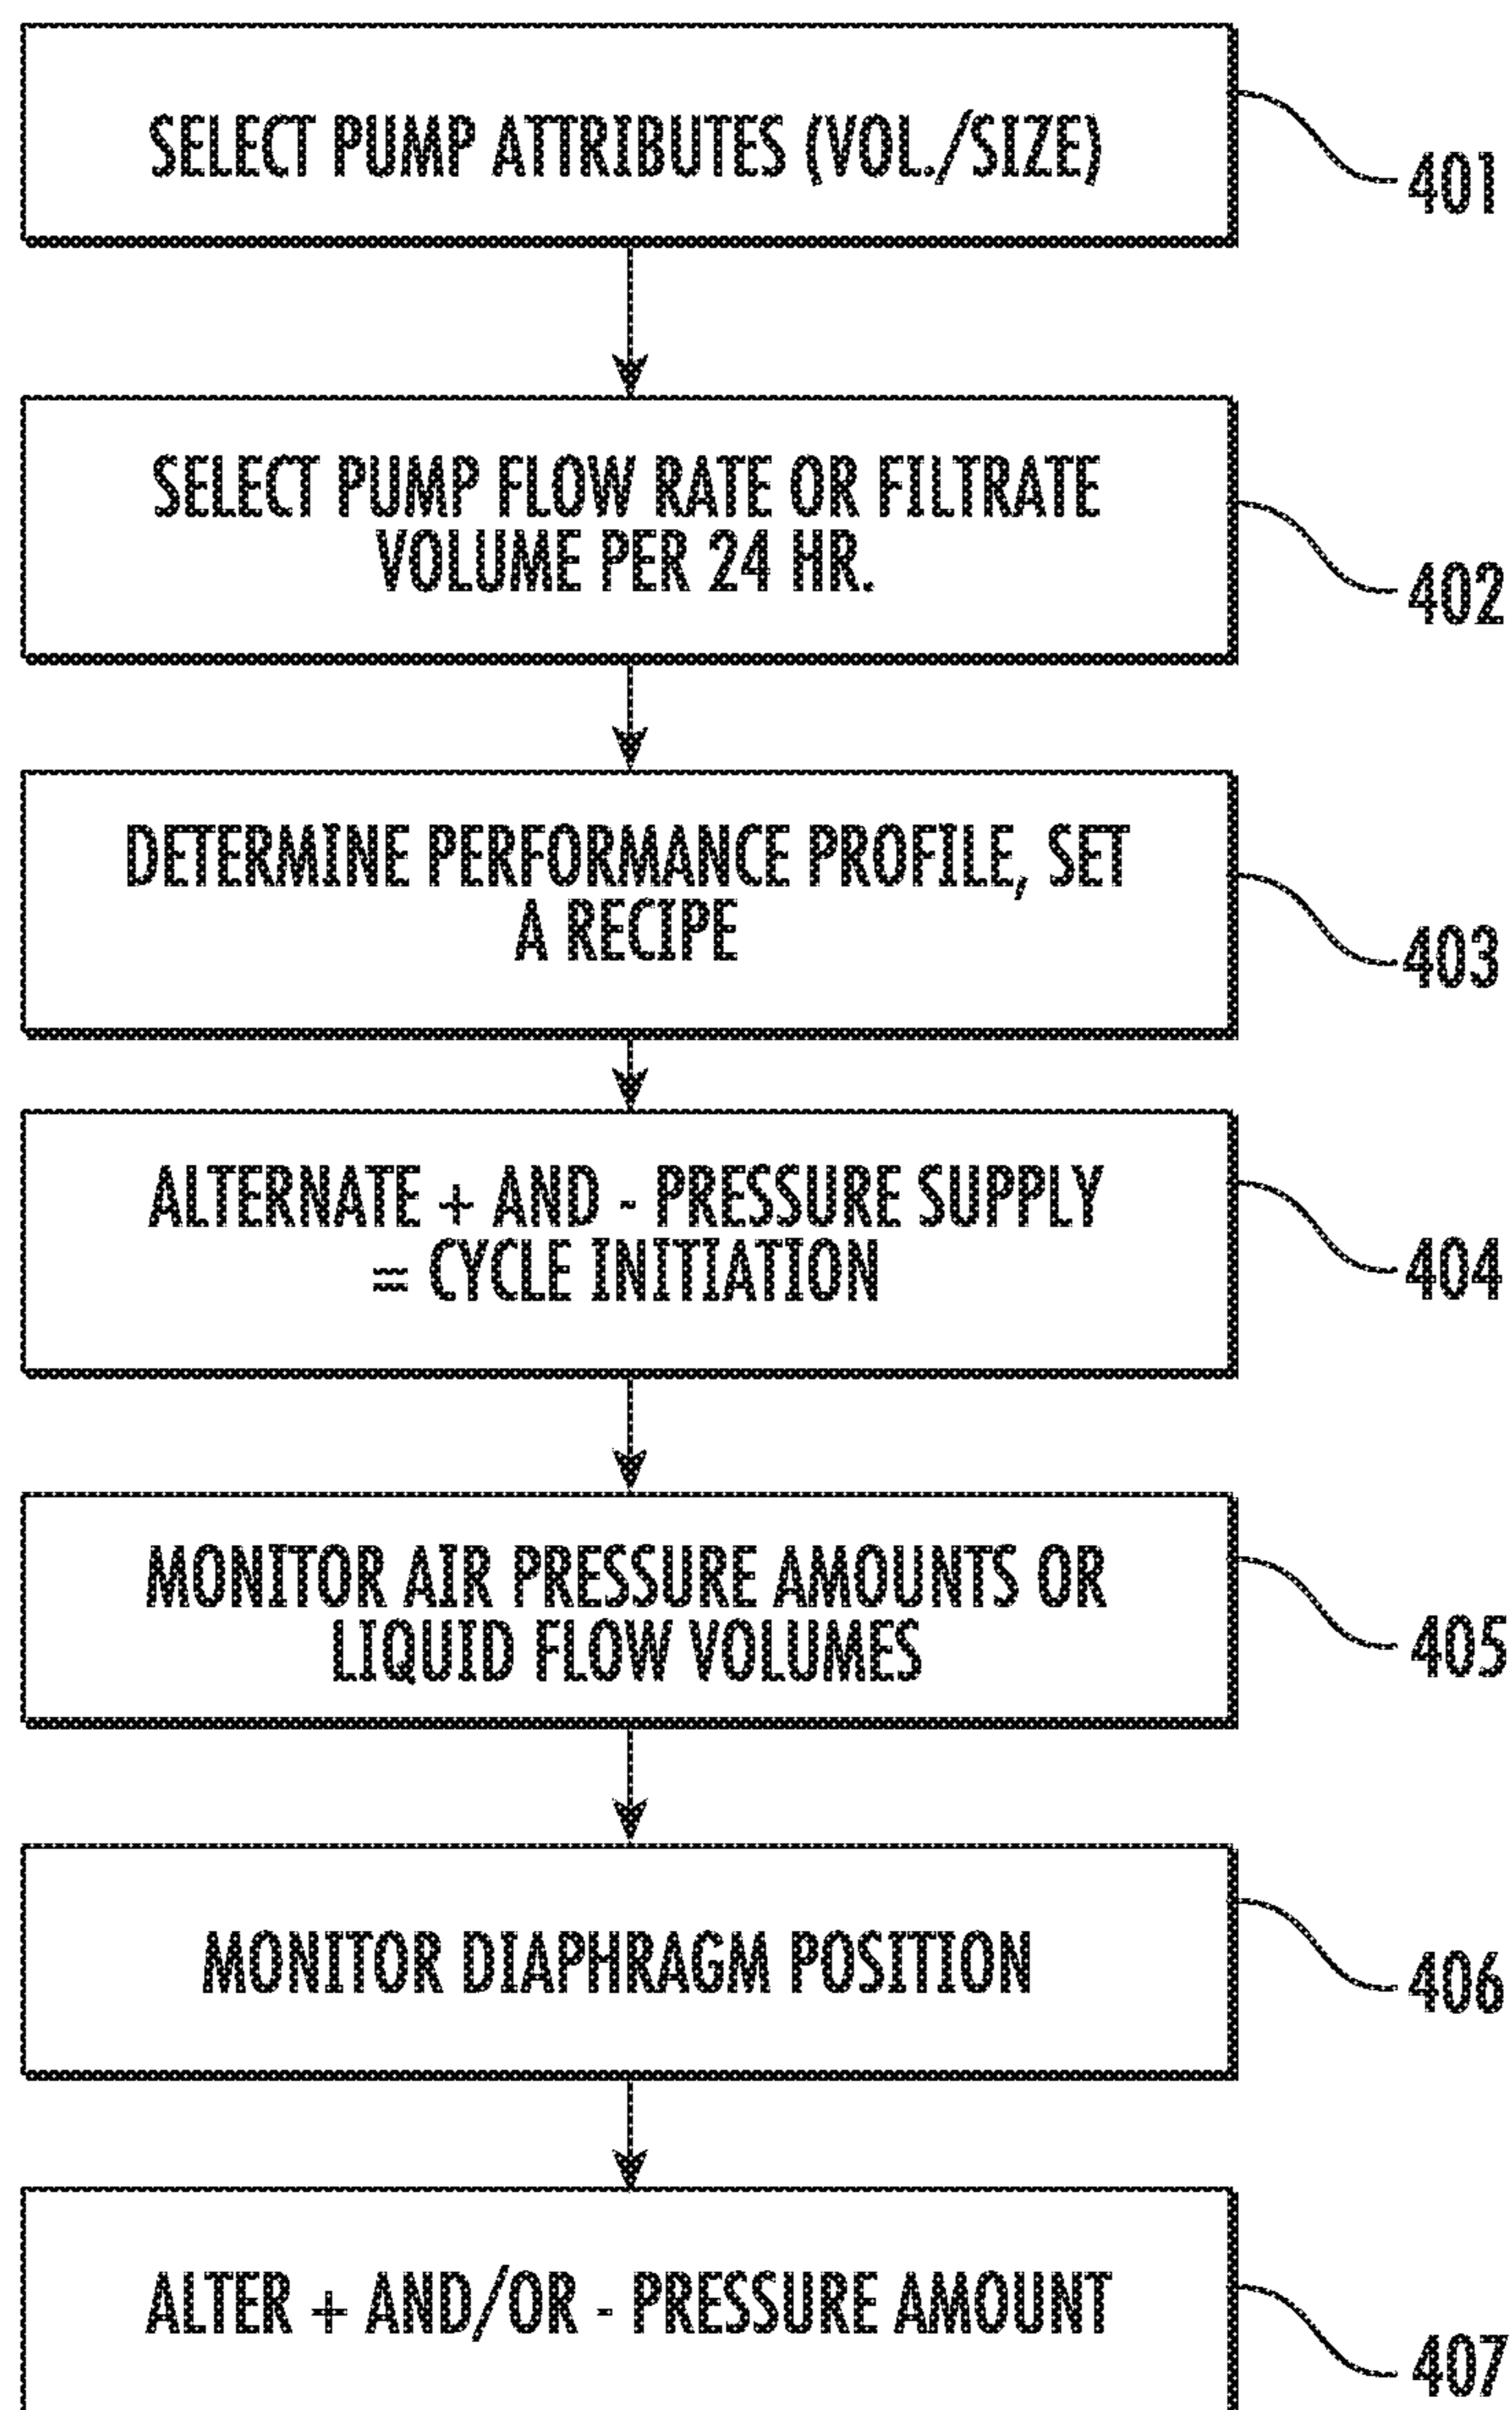 SELECT PUMP ATTRIBUTES (VOL./SIZE)
401
SELECT PUMP FLOW RATE OR FILTRATE
VOLUME PER 24 HR.
402
DETERMINE PERFORMANCE PROFILE, SET
A RECIPE
403
ALTERNATE + AND - PRESSURE SUPPLY
= CYCLE INITIATION
404
MONITOR AIR PRESSURE AMOUNTS OR
LIQUID FLOW VOLUMES
405
MONITOR DIAPHRAGM POSITION
406
ALTER + AND/OR - PRESSURE AMOUNT
407